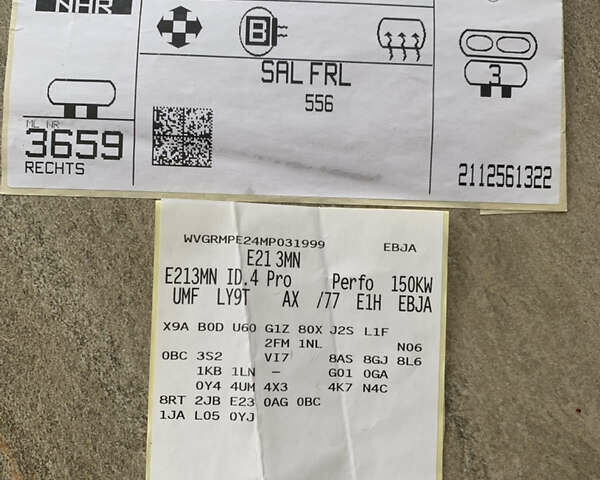 NHR
B
SAL FRL
556
3
ML NR
3659
RECHTS
2112561322
WVGRMPE24MP031999 EBJA
E21 3MN
E213MN ID.4 Pro Perfo 150KW
UMF LY9T AX /77 E1H EBJA
X9A B0D U60 G1Z 80X J2S L1F
2FM 1NL N06
0BC 3S2 VI7 8AS 8GJ 8L6
1KB 1LN - G01 0GA
0Y4 4UM 4X3 4K7 N4C
8RT 2JB E23 0AG 0BC
1JA L05 0YJ